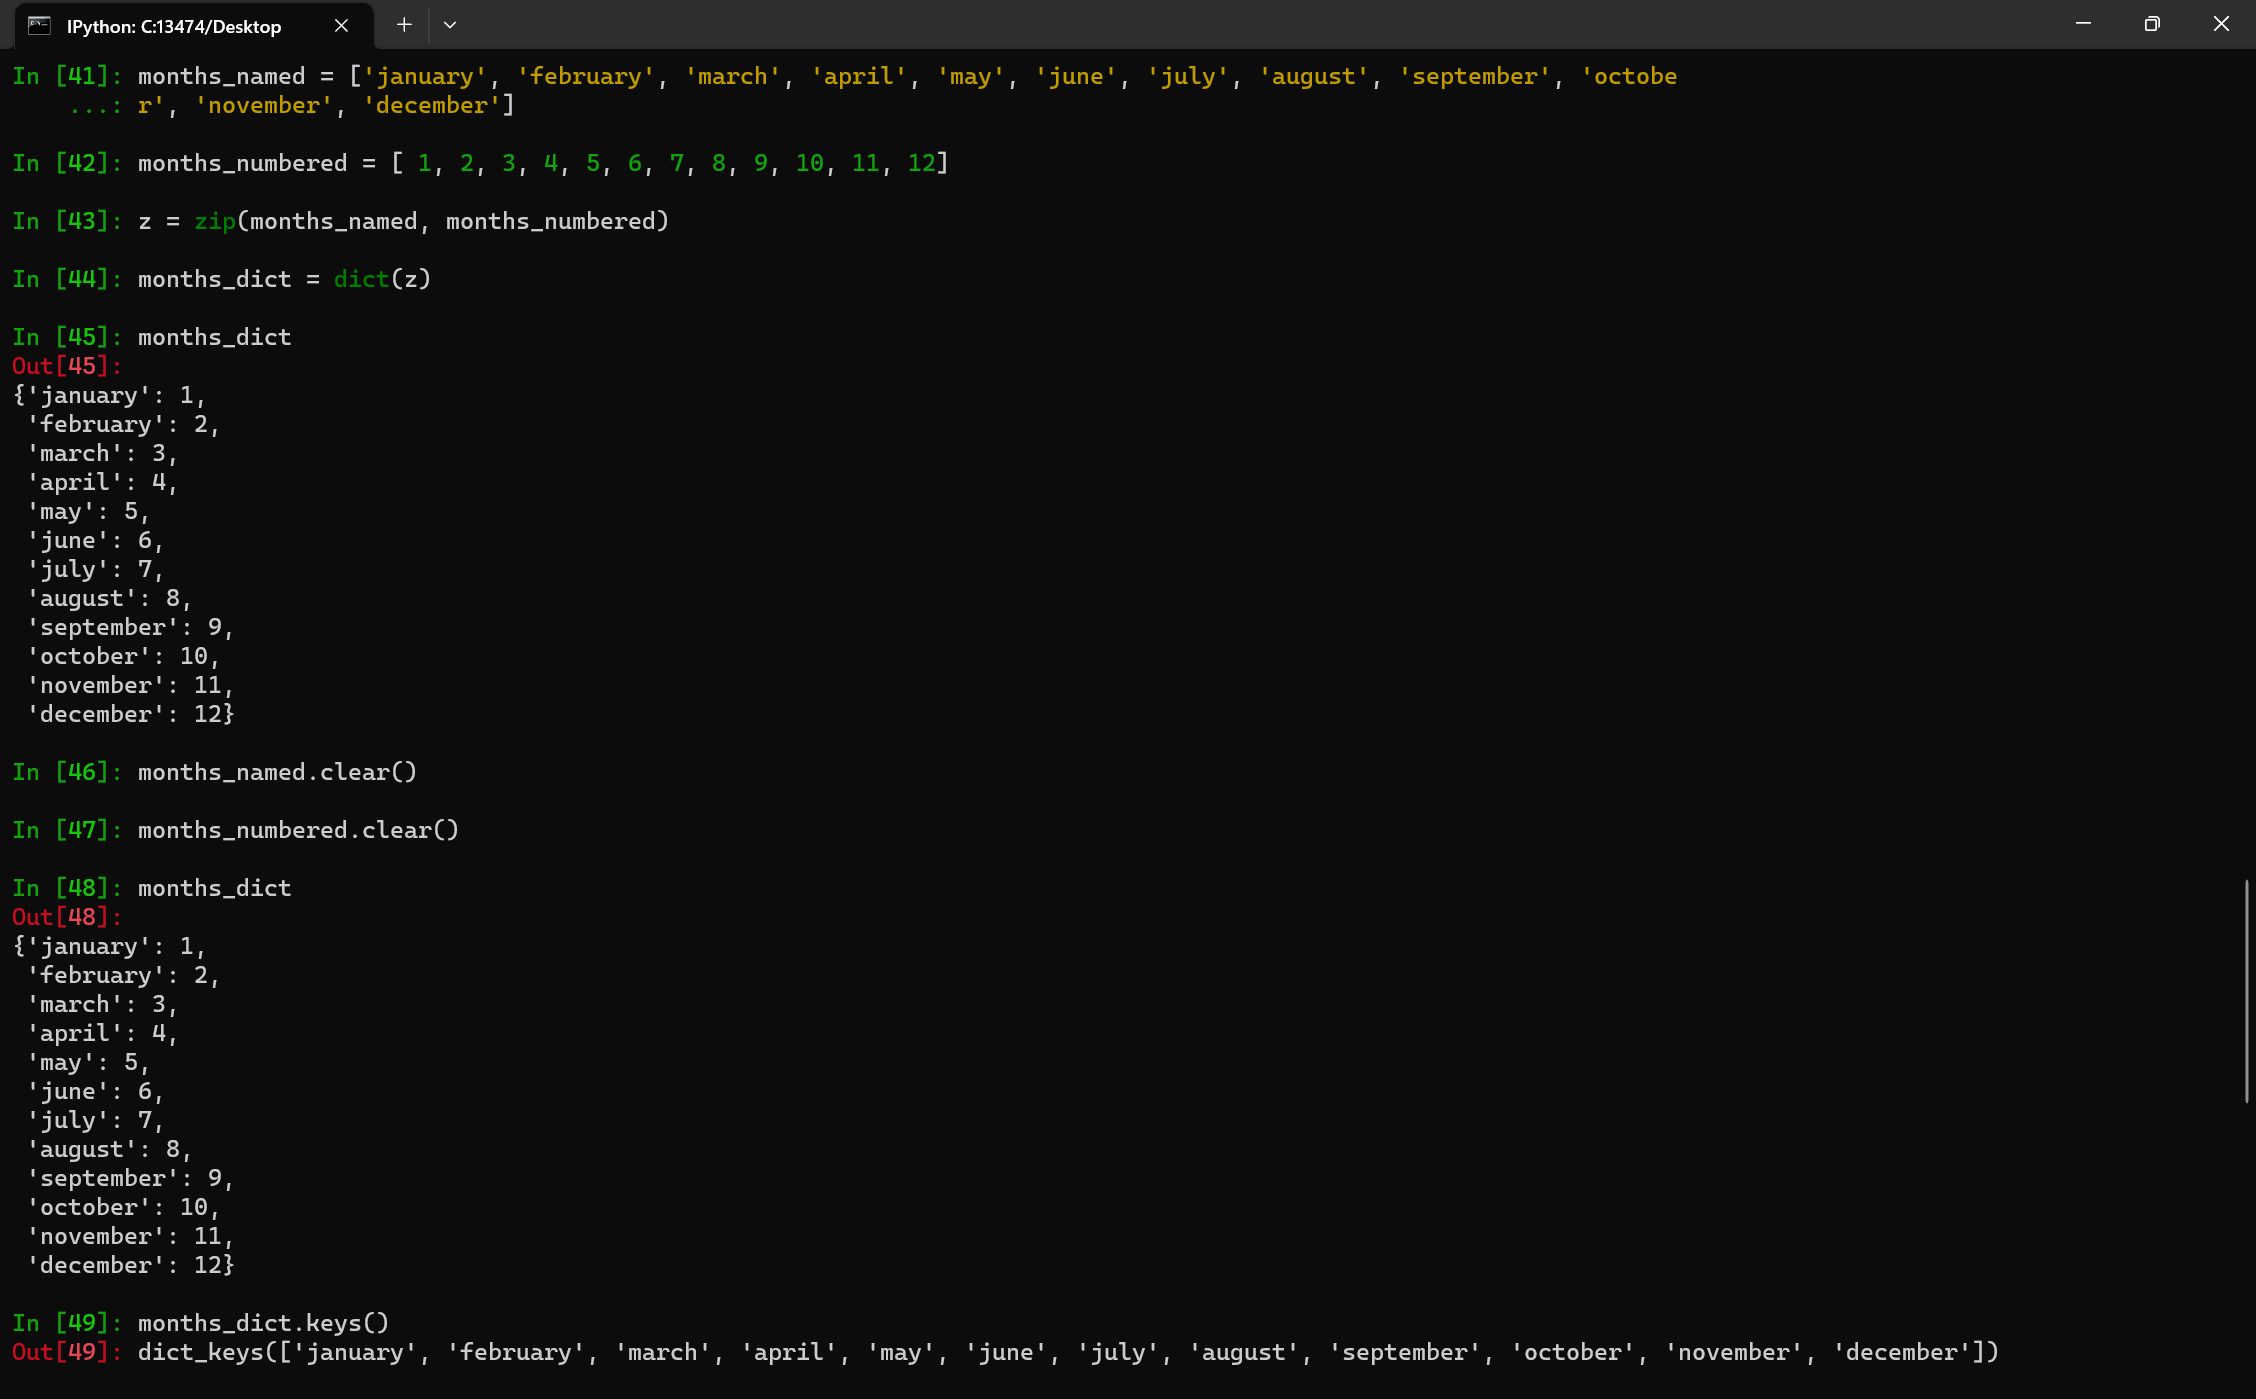 IPython: C:13474/Desktop
In [41]: months_named = ['january', 'february', 'march', 'april', 'may', 'june', 'july', 'august', 'september', 'octobe
...: r', 'november', 'december']
In [42]: months_numbered = [ 1, 2, 3, 4, 5, 6, 7, 8, 9, 10, 11, 12]
In [43]: z = zip(months_named, months_numbered)
In [44]: months_dict = dict(z)
In [45]: months_dict
Out[45]:
{'january': 1,
'february': 2,
'march': 3,
'april': 4,
'may': 5,
'june': 6,
'july': 7,
'august': 8,
'september': 9,
'october': 10,
'november': 11,
'december': 12}
In [46]: months_named.clear()
In [47]: months_numbered.clear()
In [48]: months_dict
Out[48]:
{'january': 1,
'february': 2,
'march': 3,
'april': 4,
'may': 5,
'june': 6,
'july': 7,
'august': 8,
'september': 9,
'october': 10,
'november': 11,
'december': 12}
In [49]: months_dict.keys()
Out[49]: dict_keys(['january', 'february', 'march', 'april', 'may', 'june', 'july', 'august', 'september', 'october', 'november', 'december'])